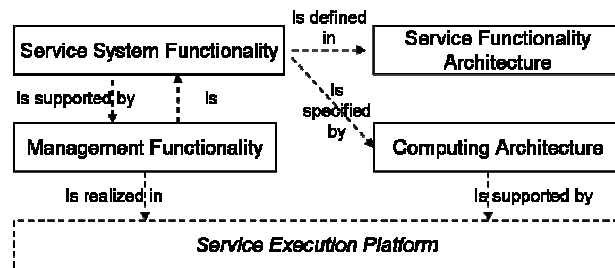 Service System Functionality
Is defined
in
Service Functionality
Architecture
Is supported by
Is
Is
specified
by
Management Functionality
Computing Architecture
Is realized in
Is supported by
Service Execution Platform